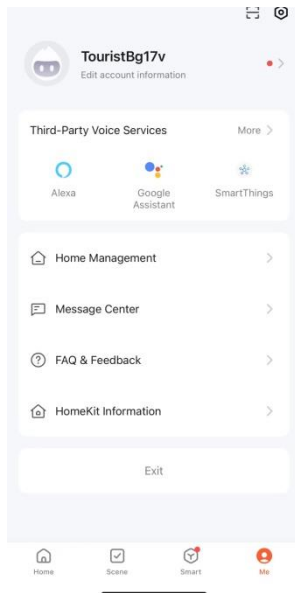 TouristBg17v
Edit account information
Third-Party Voice Services
More
Alexa
Google
Assistant
SmartThings
Home Management
Message Center
FAQ & Feedback
HomeKit Information
Exit
Home
Scene
Smart
Me